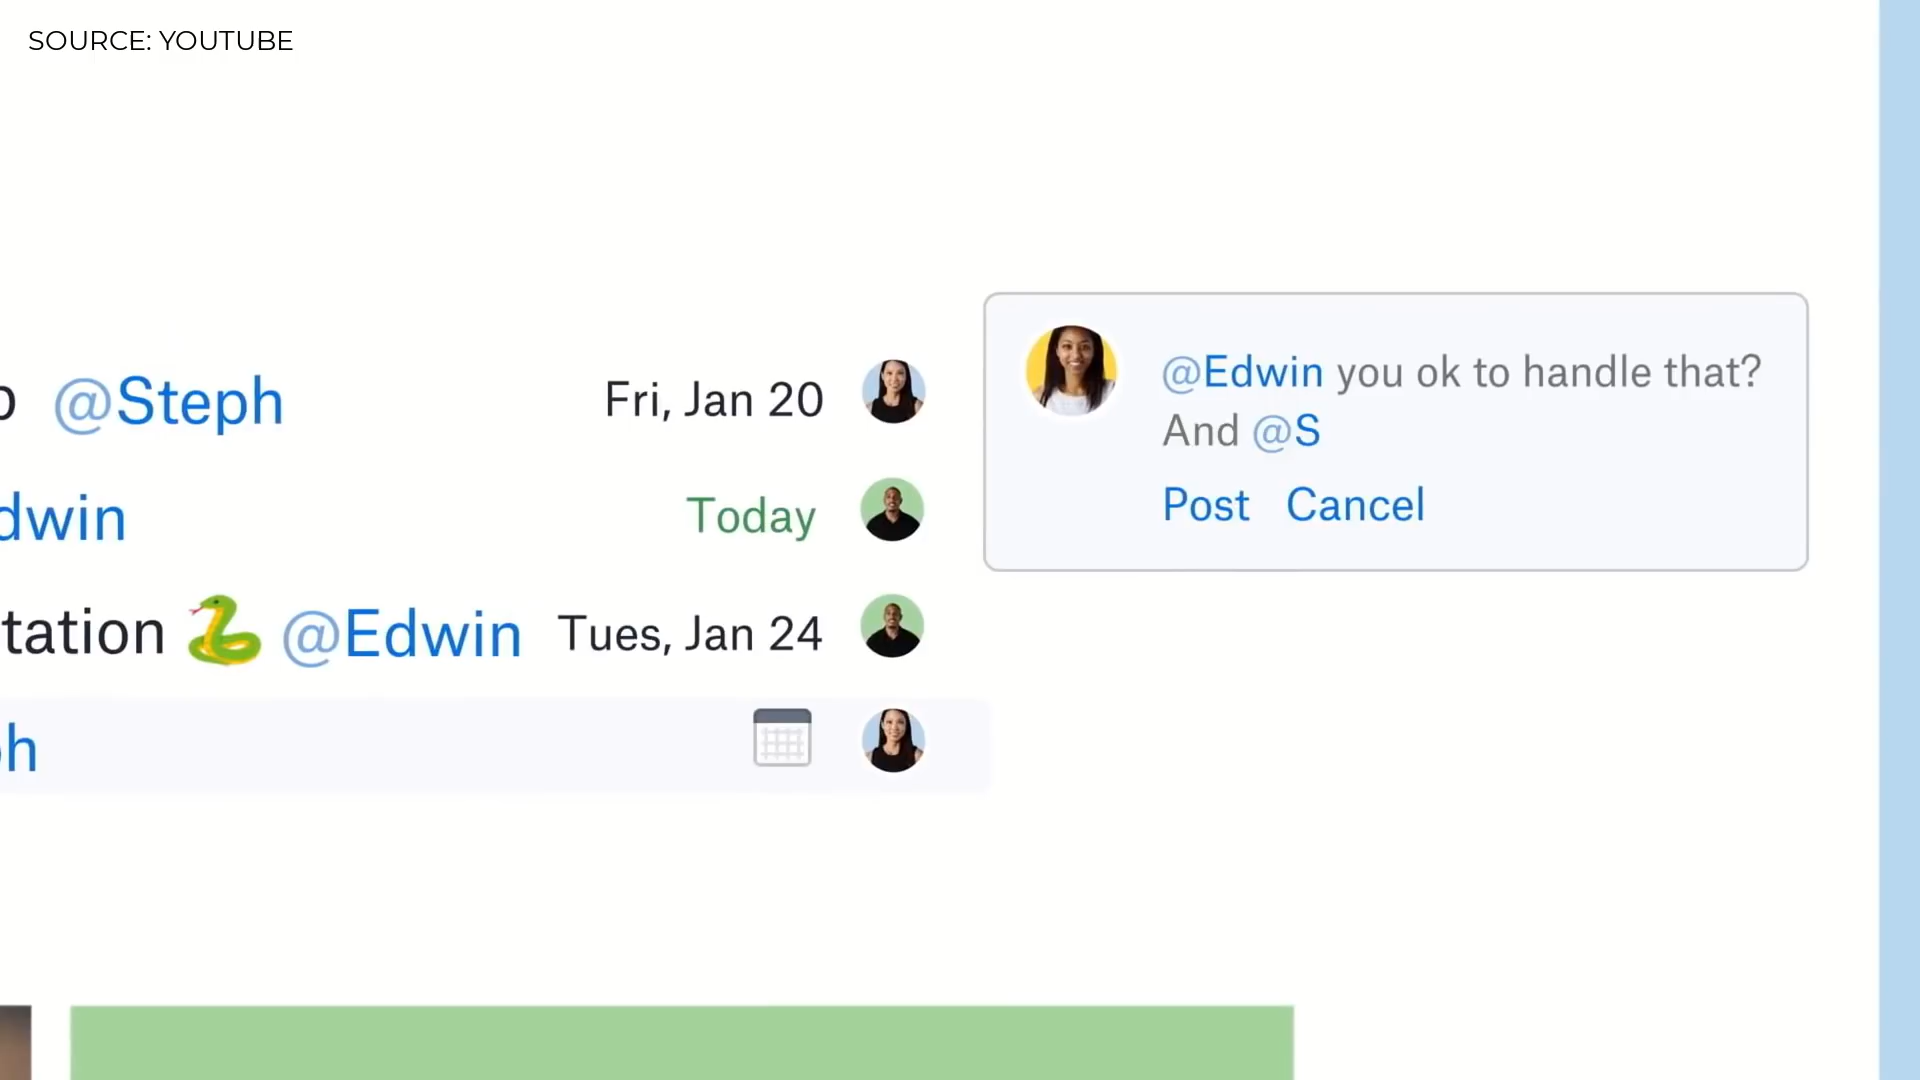 SOURCE: YOUTUBE
@Steph Fri, Jan 20
dwin Today
tation @Edwin Tues, Jan 24
h
@Edwin you ok to handle that?
And @S
Post Cancel